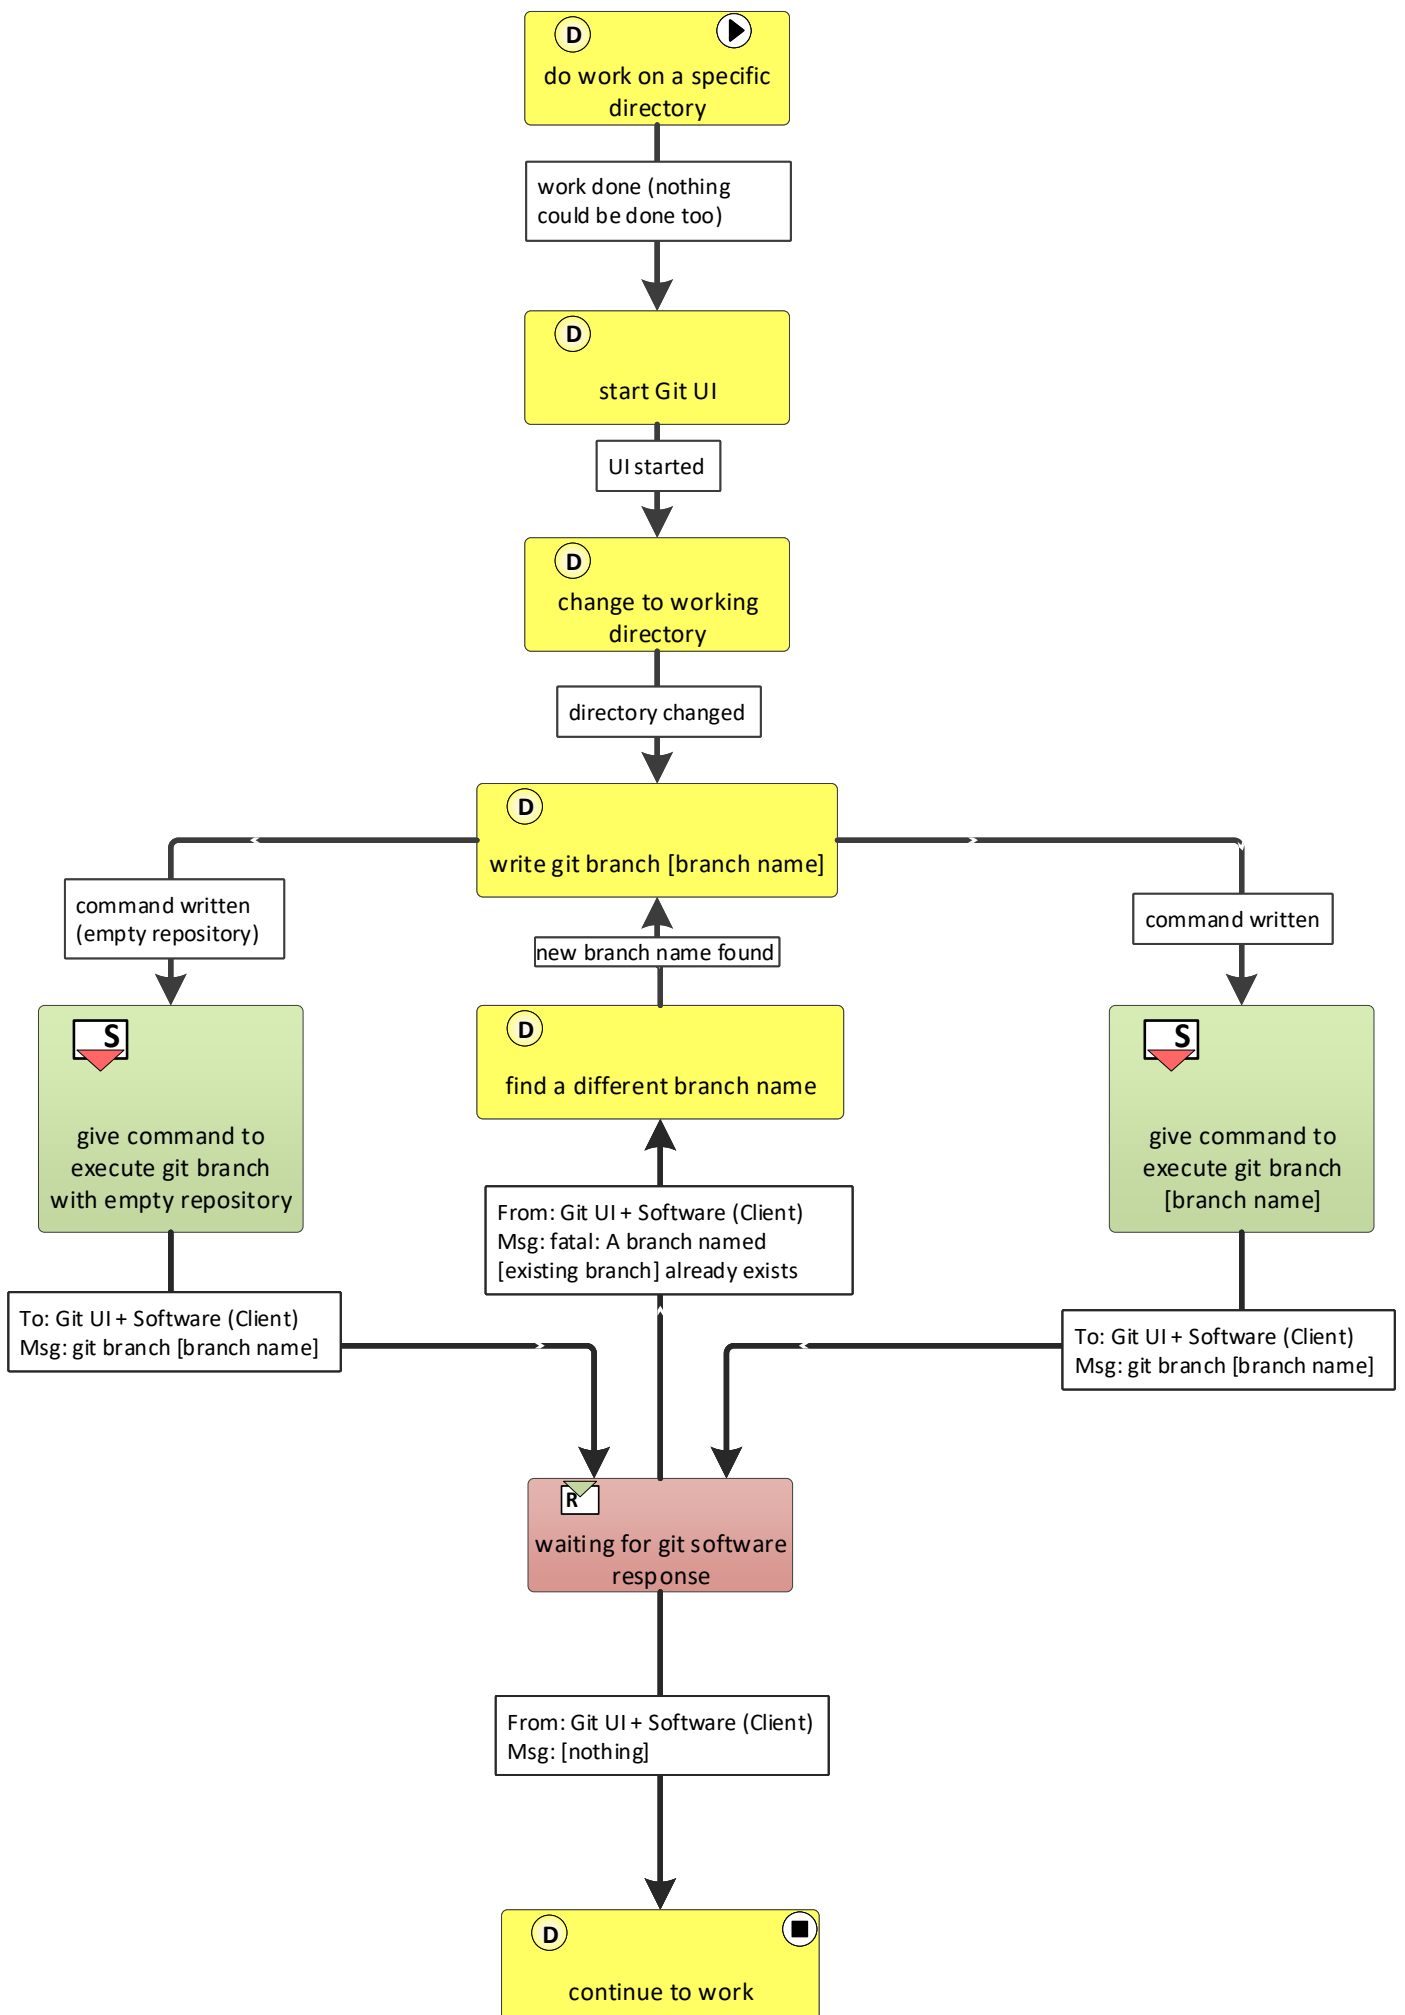 D
do work on a specific
directory
work done (nothing
could be done too)
D
start Git UI
UI started
D
change to working
directory
directory changed
D
write git branch [branch name]
command written
(empty repository)
new branch name found
command written
S
give command to
execute git branch
with empty repository
D
find a different branch name
S
give command to
execute git branch
[branch name]
From: Git UI + Software (Client)
Msg: fatal: A branch named
[existing branch] already exists
To: Git UI + Software (Client)
Msg: git branch [branch name]
To: Git UI + Software (Client)
Msg: git branch [branch name]
R
waiting for git software
response
From: Git UI + Software (Client)
Msg: [nothing]
D
continue to work